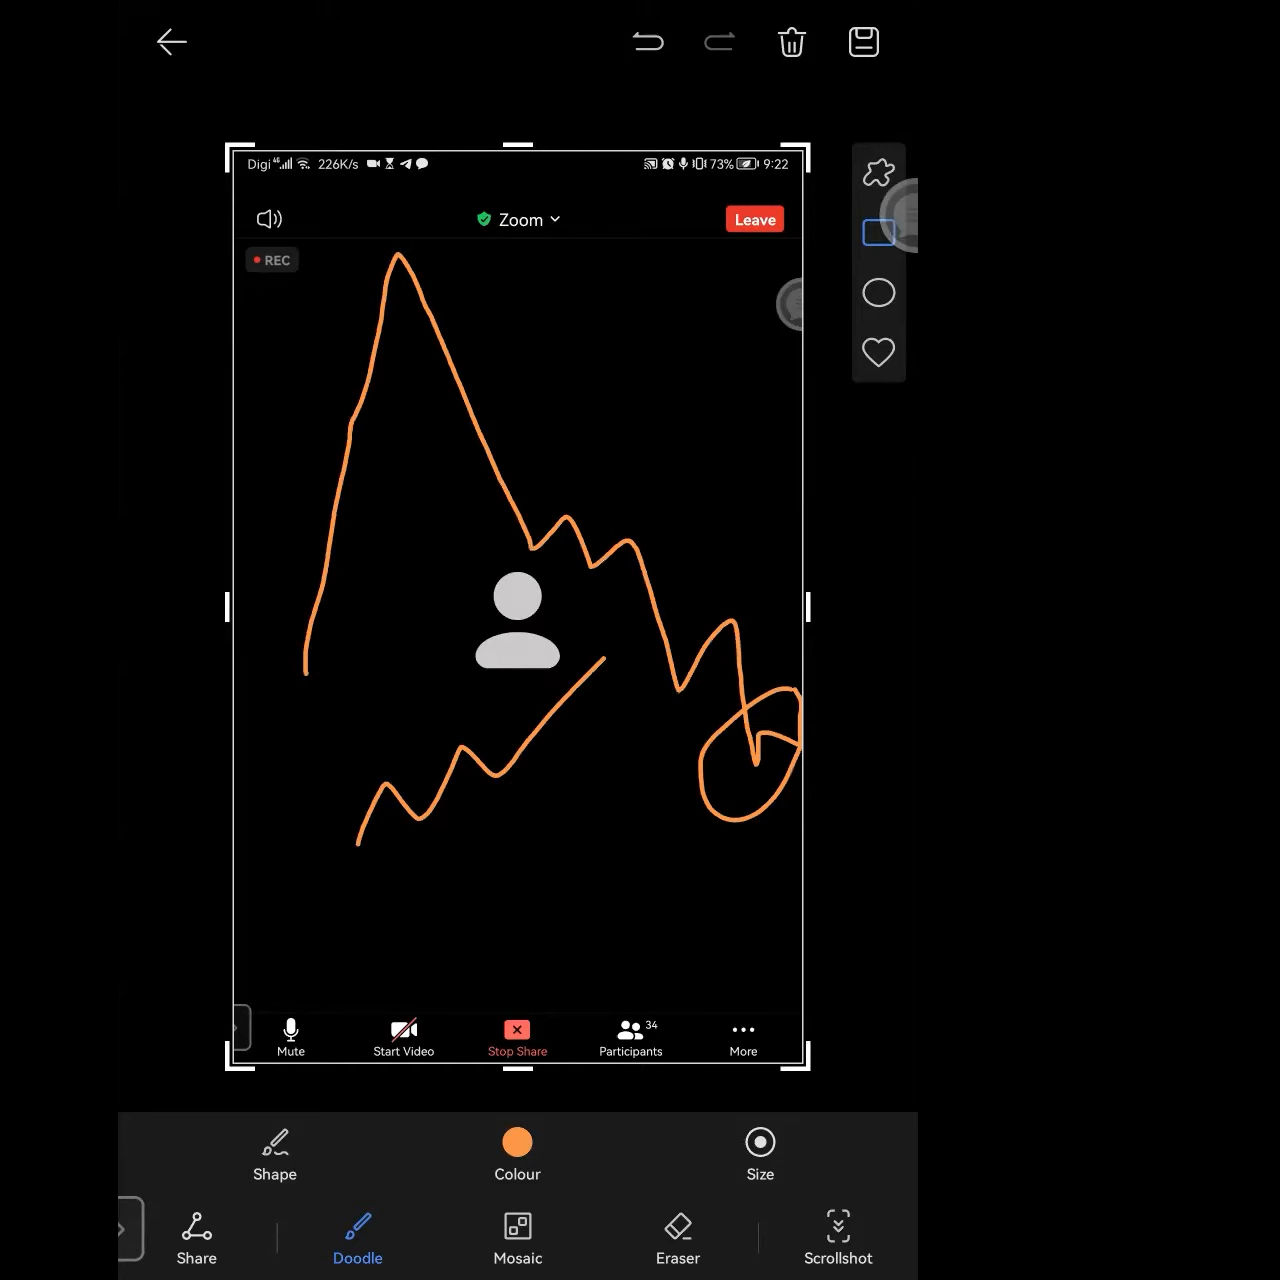 Digi 4G 226K/s 73% 9:22
Zoom Leave
REC
Mute Start Video Stop Share Participants 34 More
Shape Colour Size
Share Doodle Mosaic Eraser Scrollshot